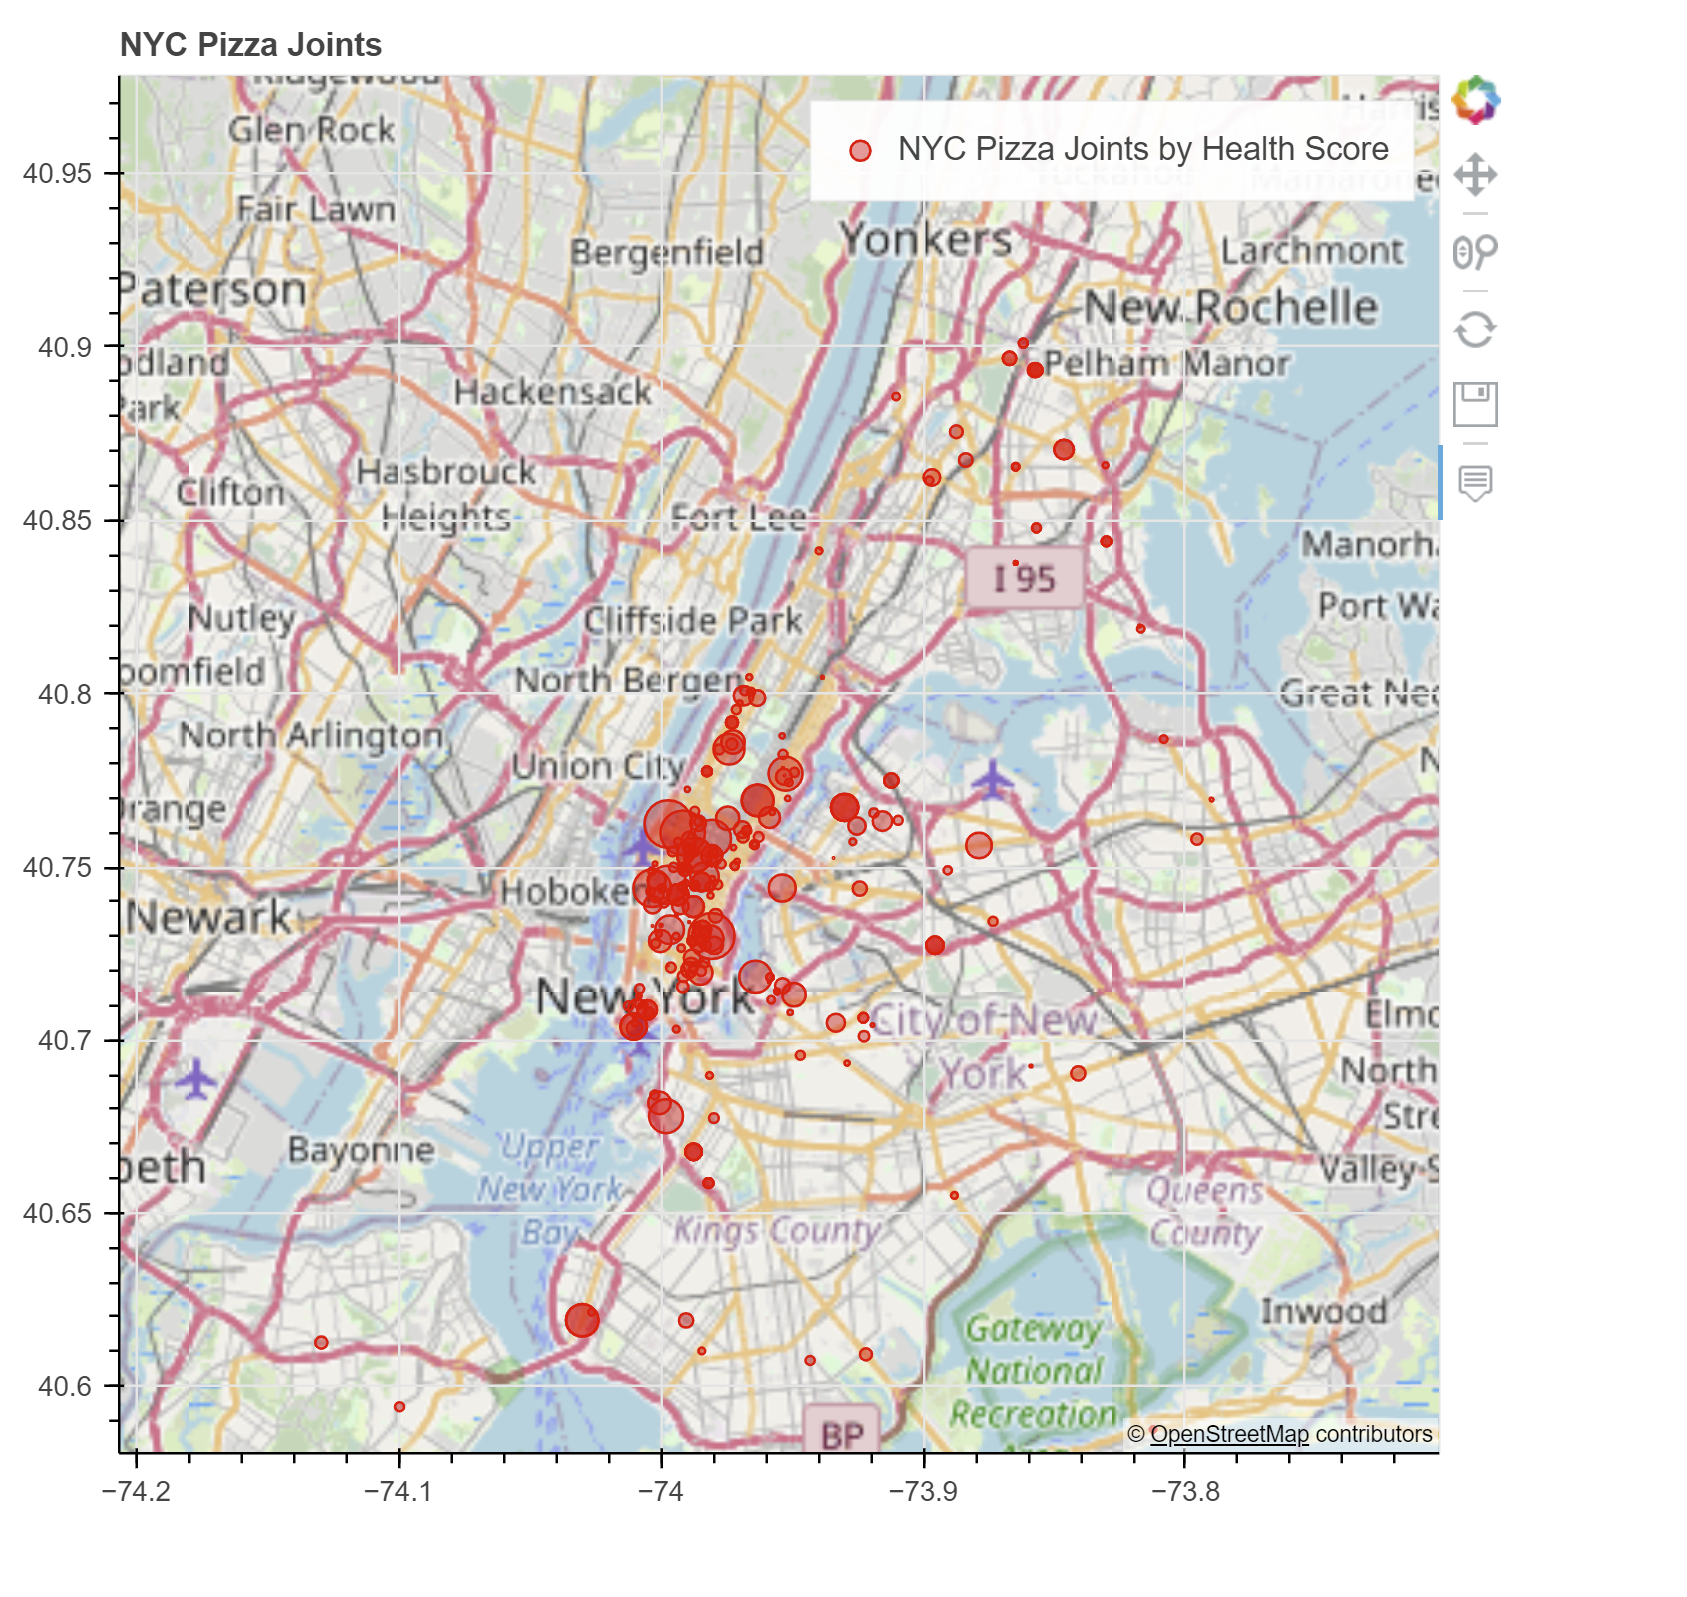 NYC Pizza Joints
Ridgewood
Glen Rock
NYC Pizza Joints by Health Score
40.95
Fair Lawn
Bergenfield
Yonkers
Larchmont
Paterson
New Rochelle
40.9
odland
Park
Pelham Manor
Hackensack
Hasbrouck
Heights
Clifton
Fort Lee
40.85
Manorha
I 95
Nutley
Cliffside Park
Port Wa
oomfield
North Bergen
40.8
Great Nec
North Arlington
Union City
N
Orange
40.75
Hoboken
Newark
New York
City of New
York
Elmo
40.7
North
Stre
Bayonne
Upper
New York
Bay
beth
Valley S
Queens
County
40.65
Kings County
Inwood
Gateway
National
Recreation
40.6
BP
© OpenStreetMap contributors
−74.2
−74.1
−74
−73.9
−73.8